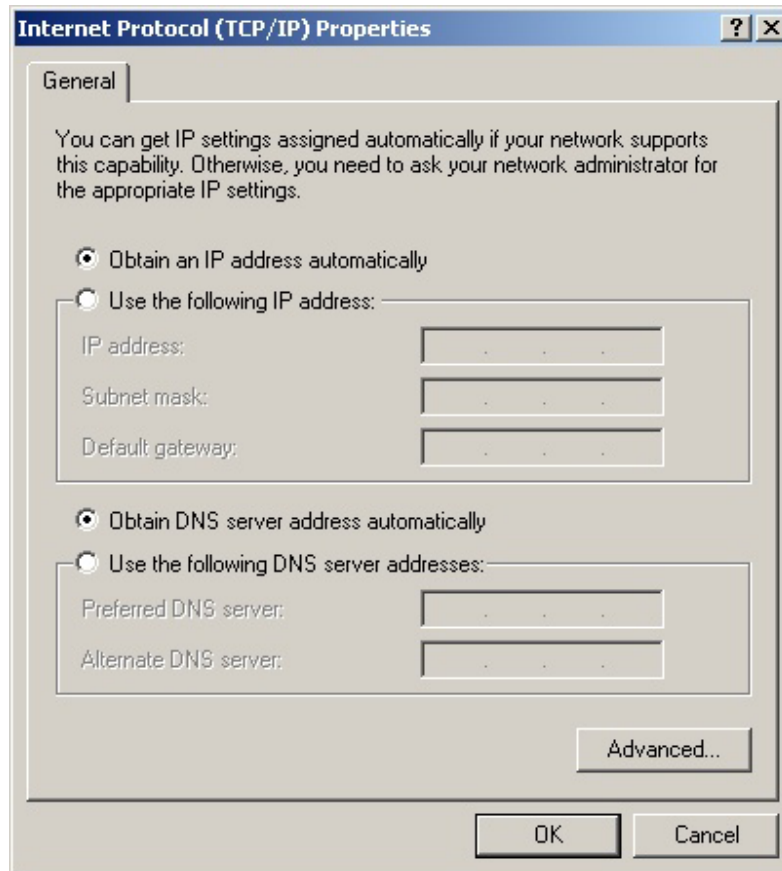 Internet Protocol (TCP/IP) Properties
General
You can get IP settings assigned automatically if your network supports
this capability. Otherwise, you need to ask your network administrator for
the appropriate IP settings.
Obtain an IP address automatically
Use the following IP address:
IP address:
Subnet mask:
Default gateway:
Obtain DNS server address automatically
Use the following DNS server addresses:
Preferred DNS server:
Alternate DNS server:
Advanced...
OK Cancel